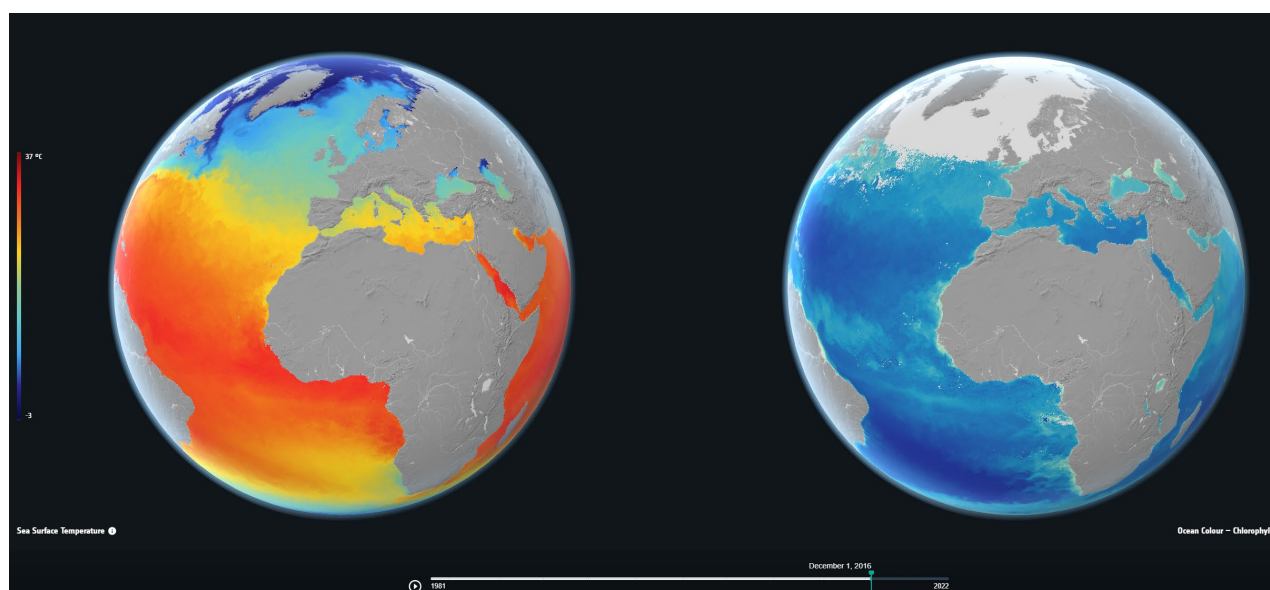 37 °C
-3
Sea Surface Temperature
Ocean Colour – Chlorophyl
December 1, 2016
1981
2022